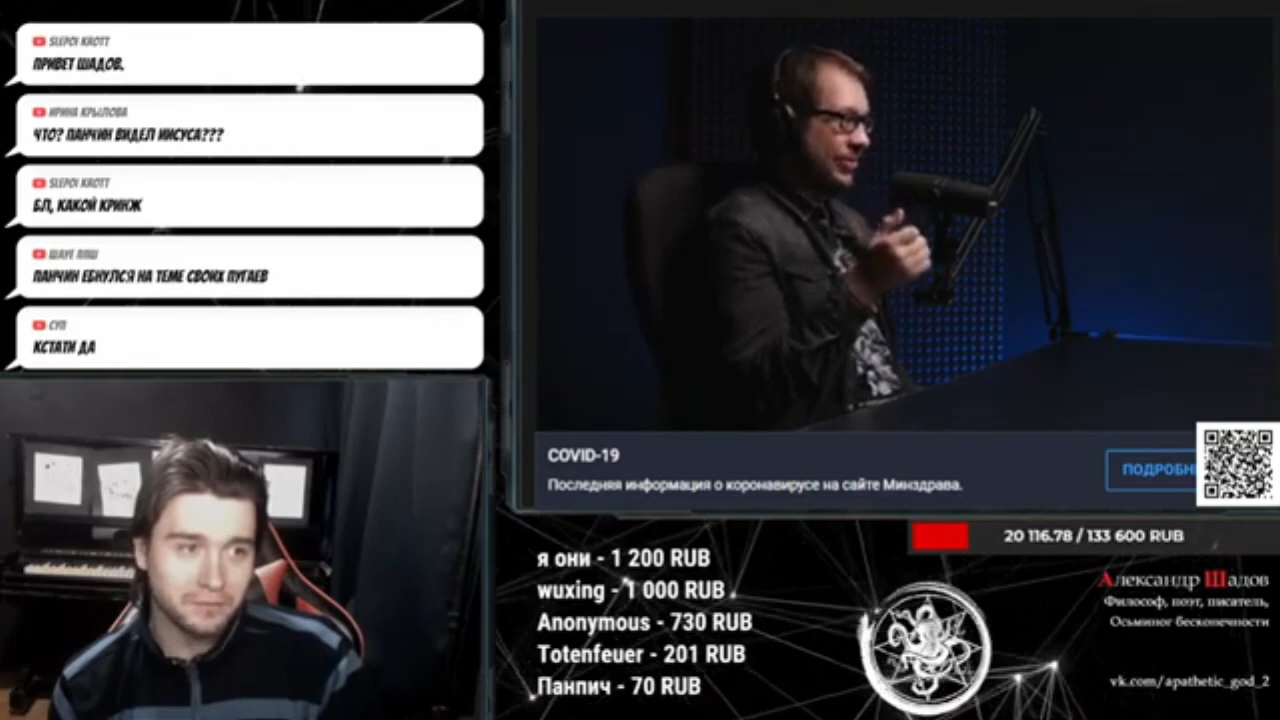 SLEPOI KROTT
ПРИВЕТ ШАДОВ.
ИРИНА КРЫЛОВА
ЧТО? ПАНЧИН ВИДЕЛ ИИСУСА???
SLEPOI KROTT
БЛ, КАКОЙ КРИНЖ
ШАУЕ ППШ
ПАНЧИН ЕБНУЛСЯ НА ТЕМЕ СВОИХ ПУГАЕВ
СУП
КСТАТИ ДА
COVID-19
Последняя информация о коронавирусе на сайте Минздрава.
ПОДРОБН
20 116.78 / 133 600 RUB
я они - 1 200 RUB
wuxing - 1 000 RUB
Anonymous - 730 RUB
Totenfeuer - 201 RUB
Панпич - 70 RUB
Александр Шадов
Философ, поэт, писатель,
Осьминог бесконечности
vk.com/apathetic_god_2